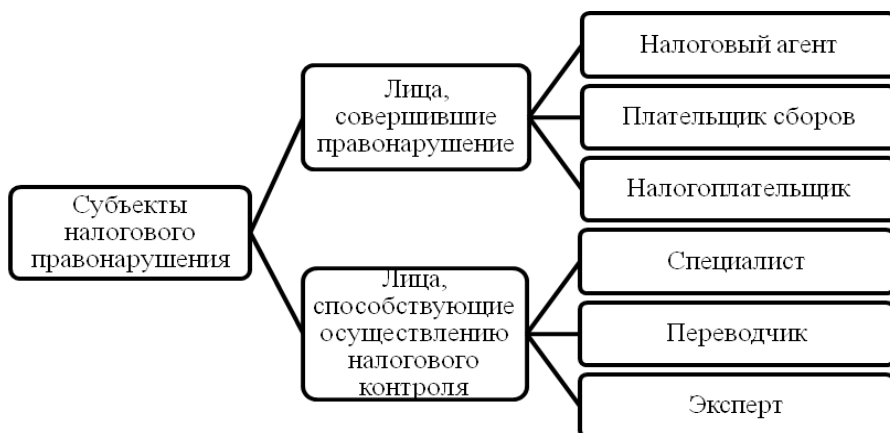 Субъекты
налогового
правонарушения
Лица,
совершившие
правонарушение
Налоговый агент
Плательщик сборов
Налогоплательщик
Лица,
способствующие
осуществлению
налогового
контроля
Специалист
Переводчик
Эксперт